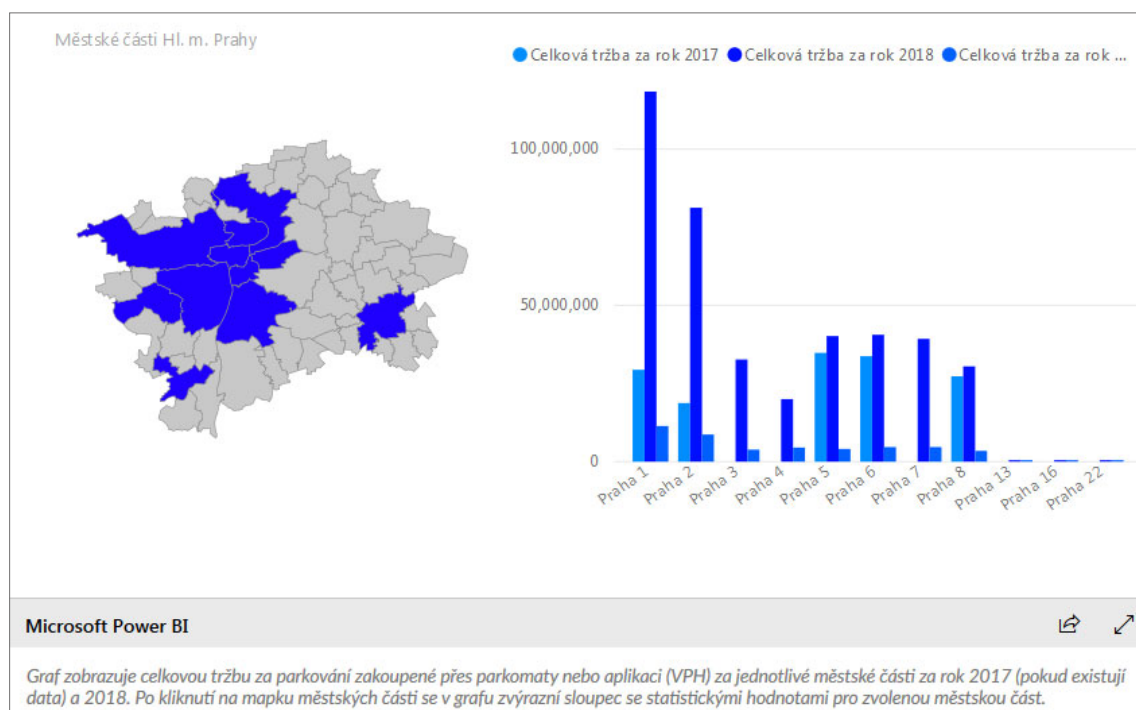 Městské části Hl. m. Prahy
Celková tržba za rok 2017 Celková tržba za rok 2018 Celková tržba za rok ...
100,000,000
50,000,000
0
Praha 1 Praha 2 Praha 3 Praha 4 Praha 5 Praha 6 Praha 7 Praha 8 Praha 13 Praha 16 Praha 22
Microsoft Power BI
Graf zobrazuje celkovou tržbu za parkování zakoupené přes parkomaty nebo aplikaci (VPH) za jednotlivé městské části za rok 2017 (pokud existují
data) a 2018. Po kliknutí na mapku městských části se v grafu zvýrazní sloupec se statistickými hodnotami pro zvolenou městskou část.